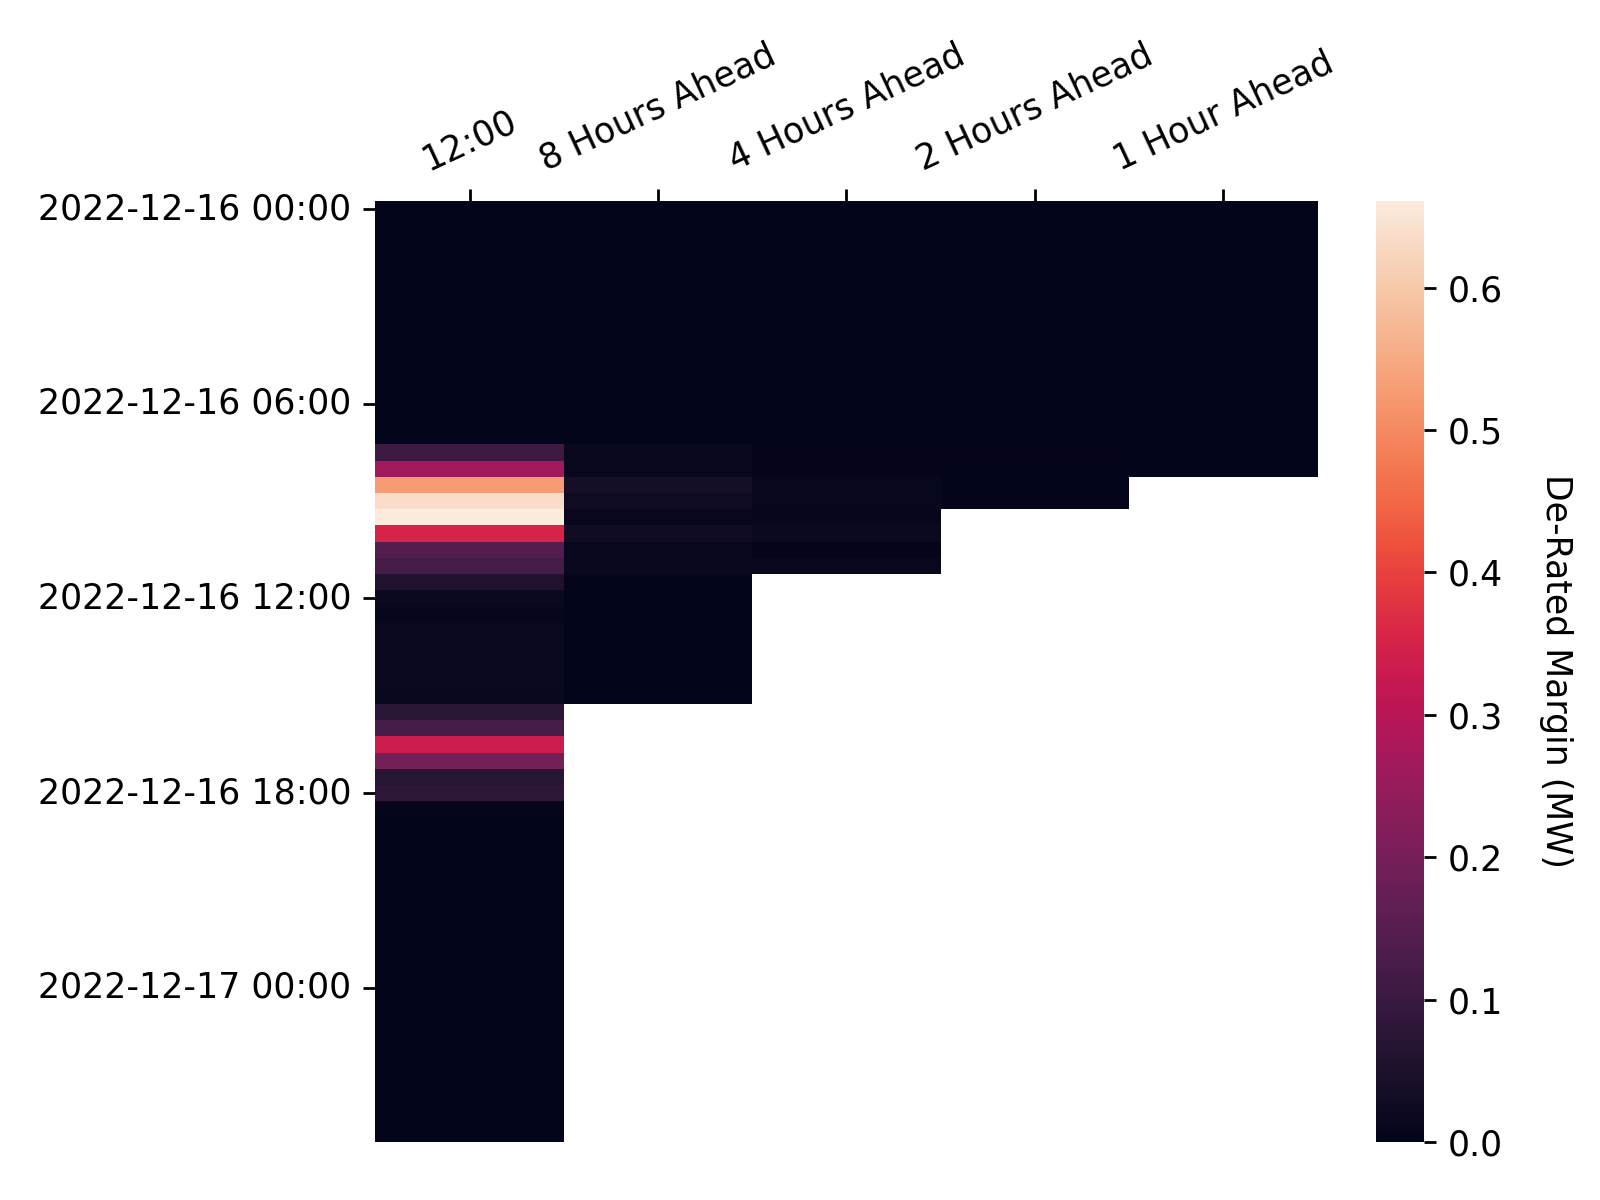 12:00
8 Hours Ahead
4 Hours Ahead
2 Hours Ahead
1 Hour Ahead
2022-12-16 00:00
2022-12-16 06:00
2022-12-16 12:00
2022-12-16 18:00
2022-12-17 00:00
0.6
0.5
0.4
0.3
0.2
0.1
0.0
De-Rated Margin (MW)